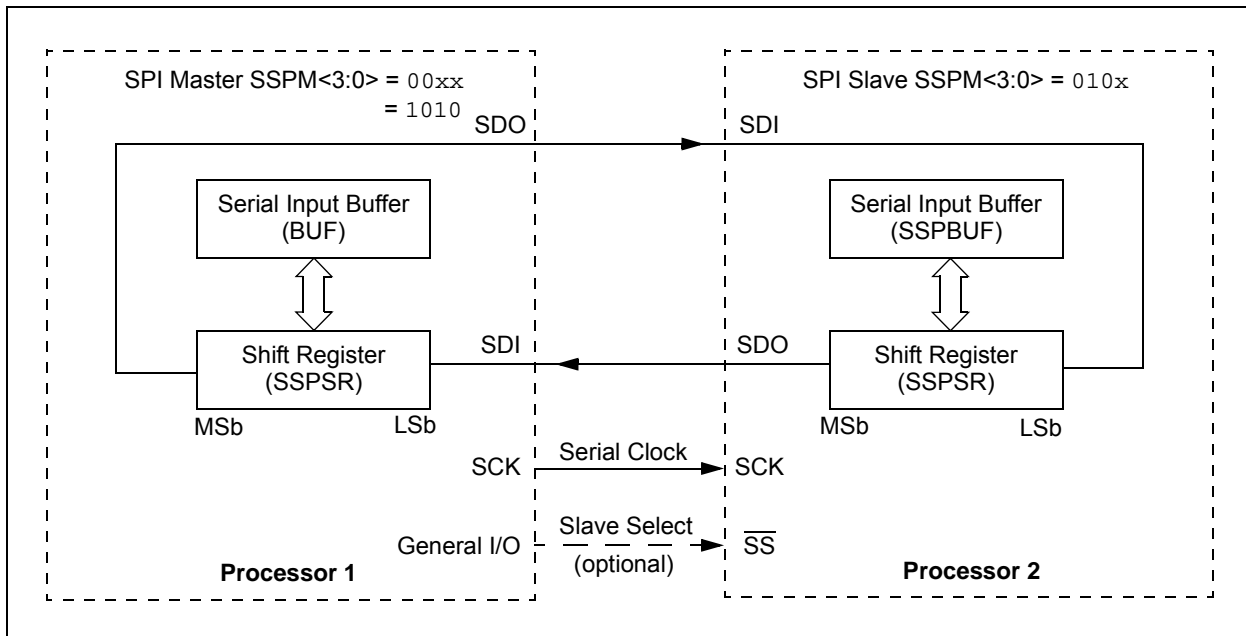 SPI Master SSPM<3:0> = 00xx
= 1010
SDO
Serial Input Buffer
(BUF)
SDI
Shift Register
(SSPSR)
MSb
LSb
SCK
General I/O
Processor 1
Serial Clock
Slave Select
(optional)
SPI Slave SSPM<3:0> = 010x
SDI
Serial Input Buffer
(SSPBUF)
SDO
Shift Register
(SSPSR)
MSb
LSb
SCK
SS
Processor 2